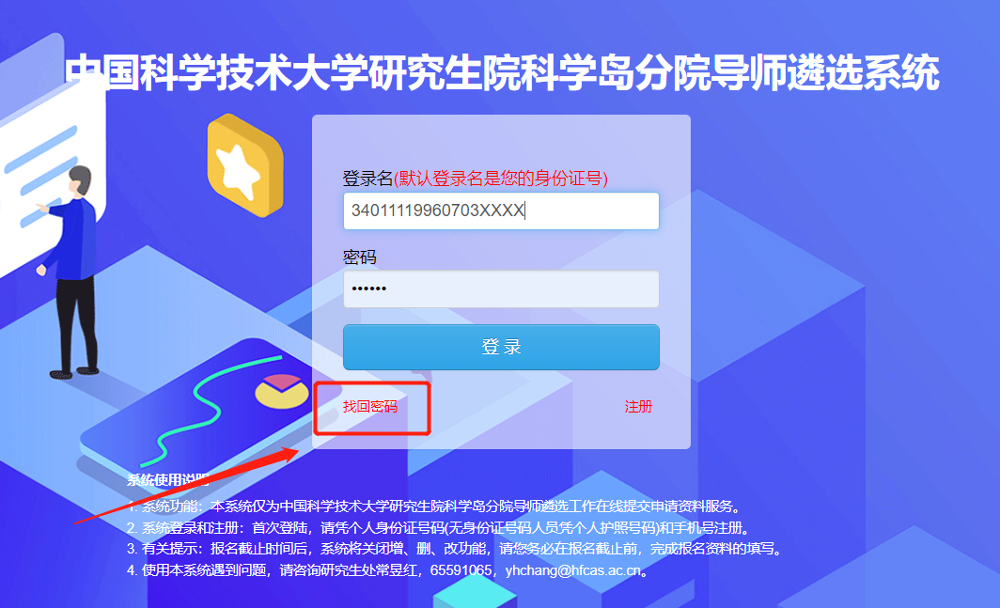 中国科学技术大学研究生院科学岛分院导师遴选系统
登录名(默认登录名是您的身份证号)
34011119960703XXXX
密码
••••••
登 录
找回密码 注册
系统使用说明
1. 系统功能：本系统仅为中国科学技术大学研究生院科学岛分院导师遴选工作在线提交申请资料服务。
2. 系统登录和注册：首次登陆，请凭个人身份证号码(无身份证号码人员凭个人护照号码)和手机号注册。
3. 有关提示：报名截止时间后，系统将关闭增、删、改功能，请您务必在报名截止前，完成报名资料的填写。
4. 使用本系统遇到问题，请咨询研究生处常昱红，65591065，yhchang@hfcas.ac.cn。